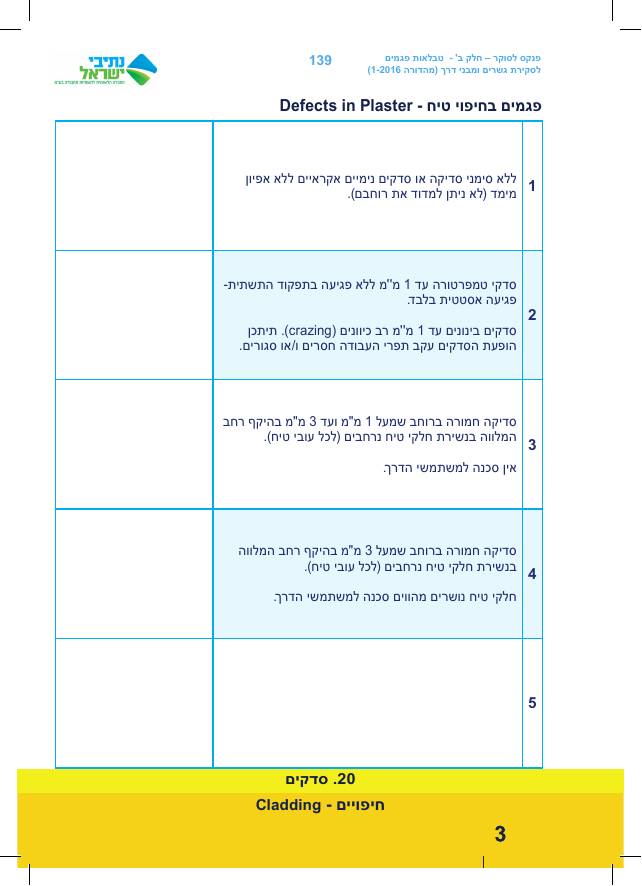 פנקס לסוקר – חלק ב' - טבלאות פגמים
לסקירת גשרים ומבני דרך (מהדורה 1-2016)
139
נתיבי
ישראל
פגמים בחיפוי טיח - Defects in Plaster
1
ללא סימני סדיקה או סדקים נימיים אקראיים ללא אפיון
מימד (לא ניתן למדוד את רוחבם).
2
סדקי טמפרטורה עד 1 מ''מ ללא פגיעה בתפקוד התשתית-
פגיעה אסטטית בלבד.
סדקים בינונים עד 1 מ''מ רב כיוונים (crazing). תיתכן
הופעת הסדקים עקב תפרי העבודה חסרים ו/או סגורים.
3
סדיקה חמורה ברוחב שמעל 1 מ"מ ועד 3 מ"מ בהיקף רחב
המלווה בנשירת חלקי טיח נרחבים (לכל עובי טיח).
אין סכנה למשתמשי הדרך.
4
סדיקה חמורה ברוחב שמעל 3 מ"מ בהיקף רחב המלווה
בנשירת חלקי טיח נרחבים (לכל עובי טיח).
חלקי טיח נושרים מהווים סכנה למשתמשי הדרך.
5
20. סדקים
חיפויים - Cladding
3